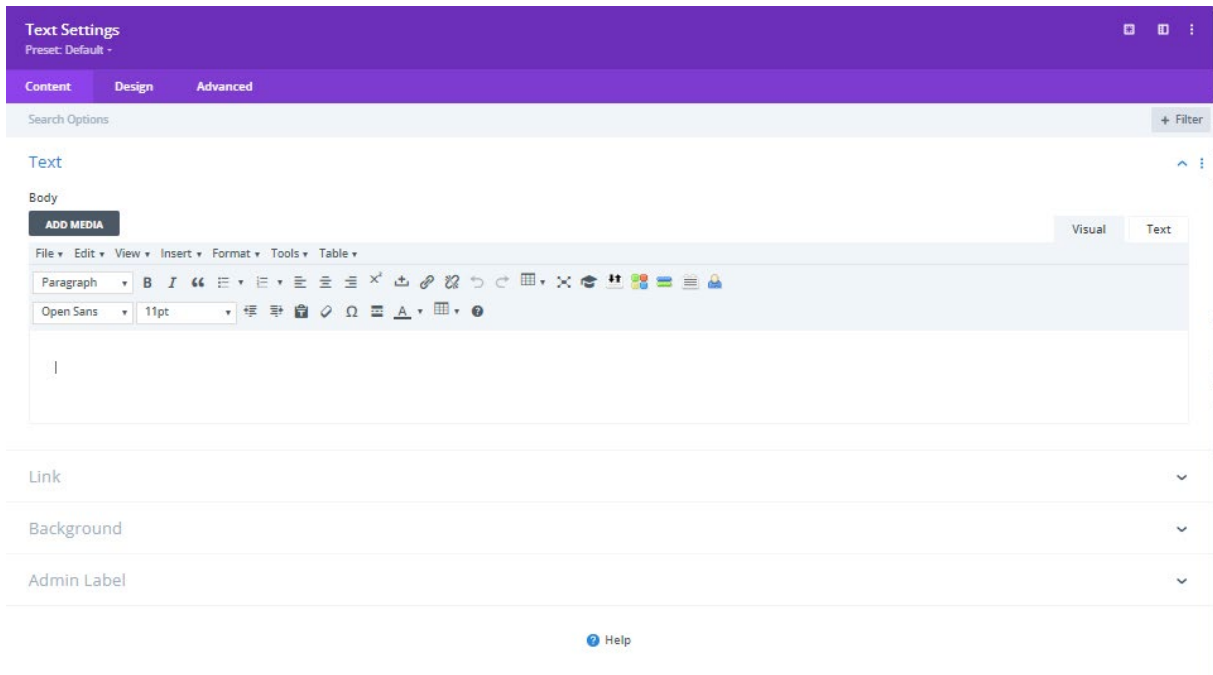 Text Settings
Preset: Default
Content Design Advanced
Search Options + Filter
Text
Body
ADD MEDIA
Visual Text
File Edit View Insert Format Tools Table
Paragraph B I
Open Sans 11pt Ω A
Link
Background
Admin Label
Help